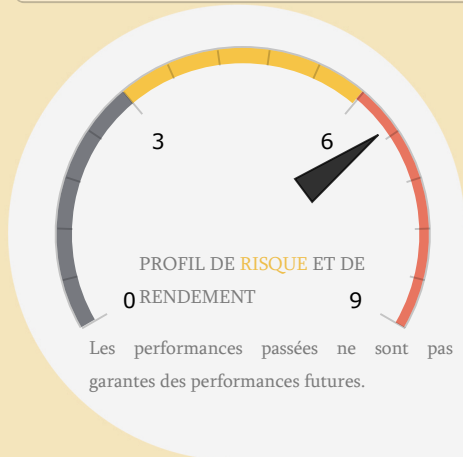 3 6
PROFIL DE RISQUE ET DE
0 RENDEMENT 9
Les performances passées ne sont pas
garantes des performances futures.